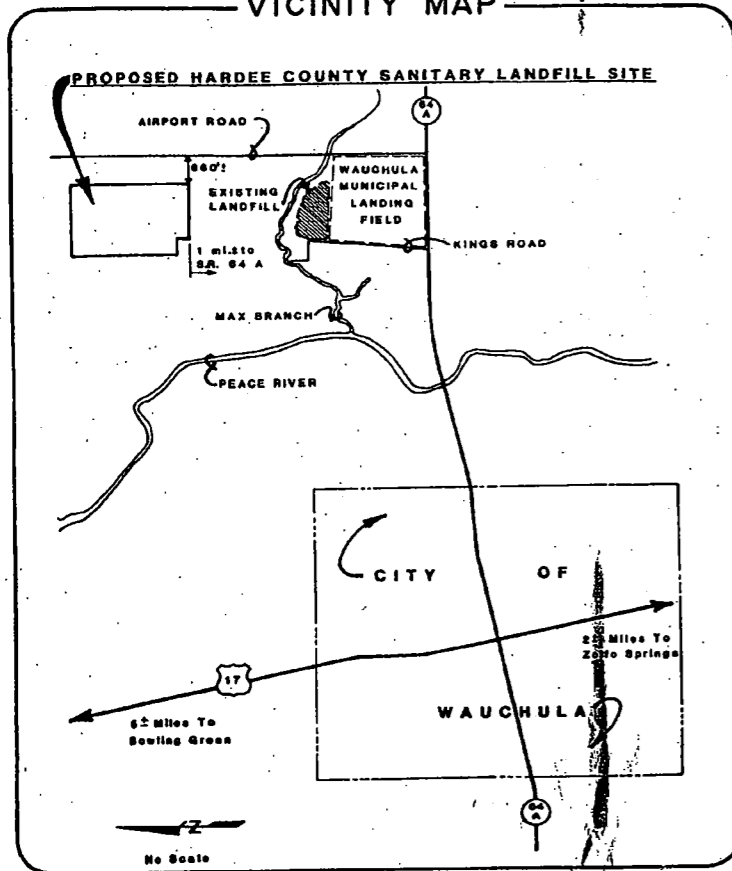 VICINITY MAP
PROPOSED HARDEE COUNTY SANITARY LANDFILL SITE
64
A
AIRPORT ROAD
660'±
EXISTING
LANDFILL
WAUCHULA
MUNICIPAL
LANDING
FIELD
1 mi.± to
S.R. 64 A
KINGS ROAD
MAX BRANCH
PEACE RIVER
CITY OF
Miles To
Springs
17
WAUCHULA
5± Miles To
Bowling Green
64
A
Z
No Scale